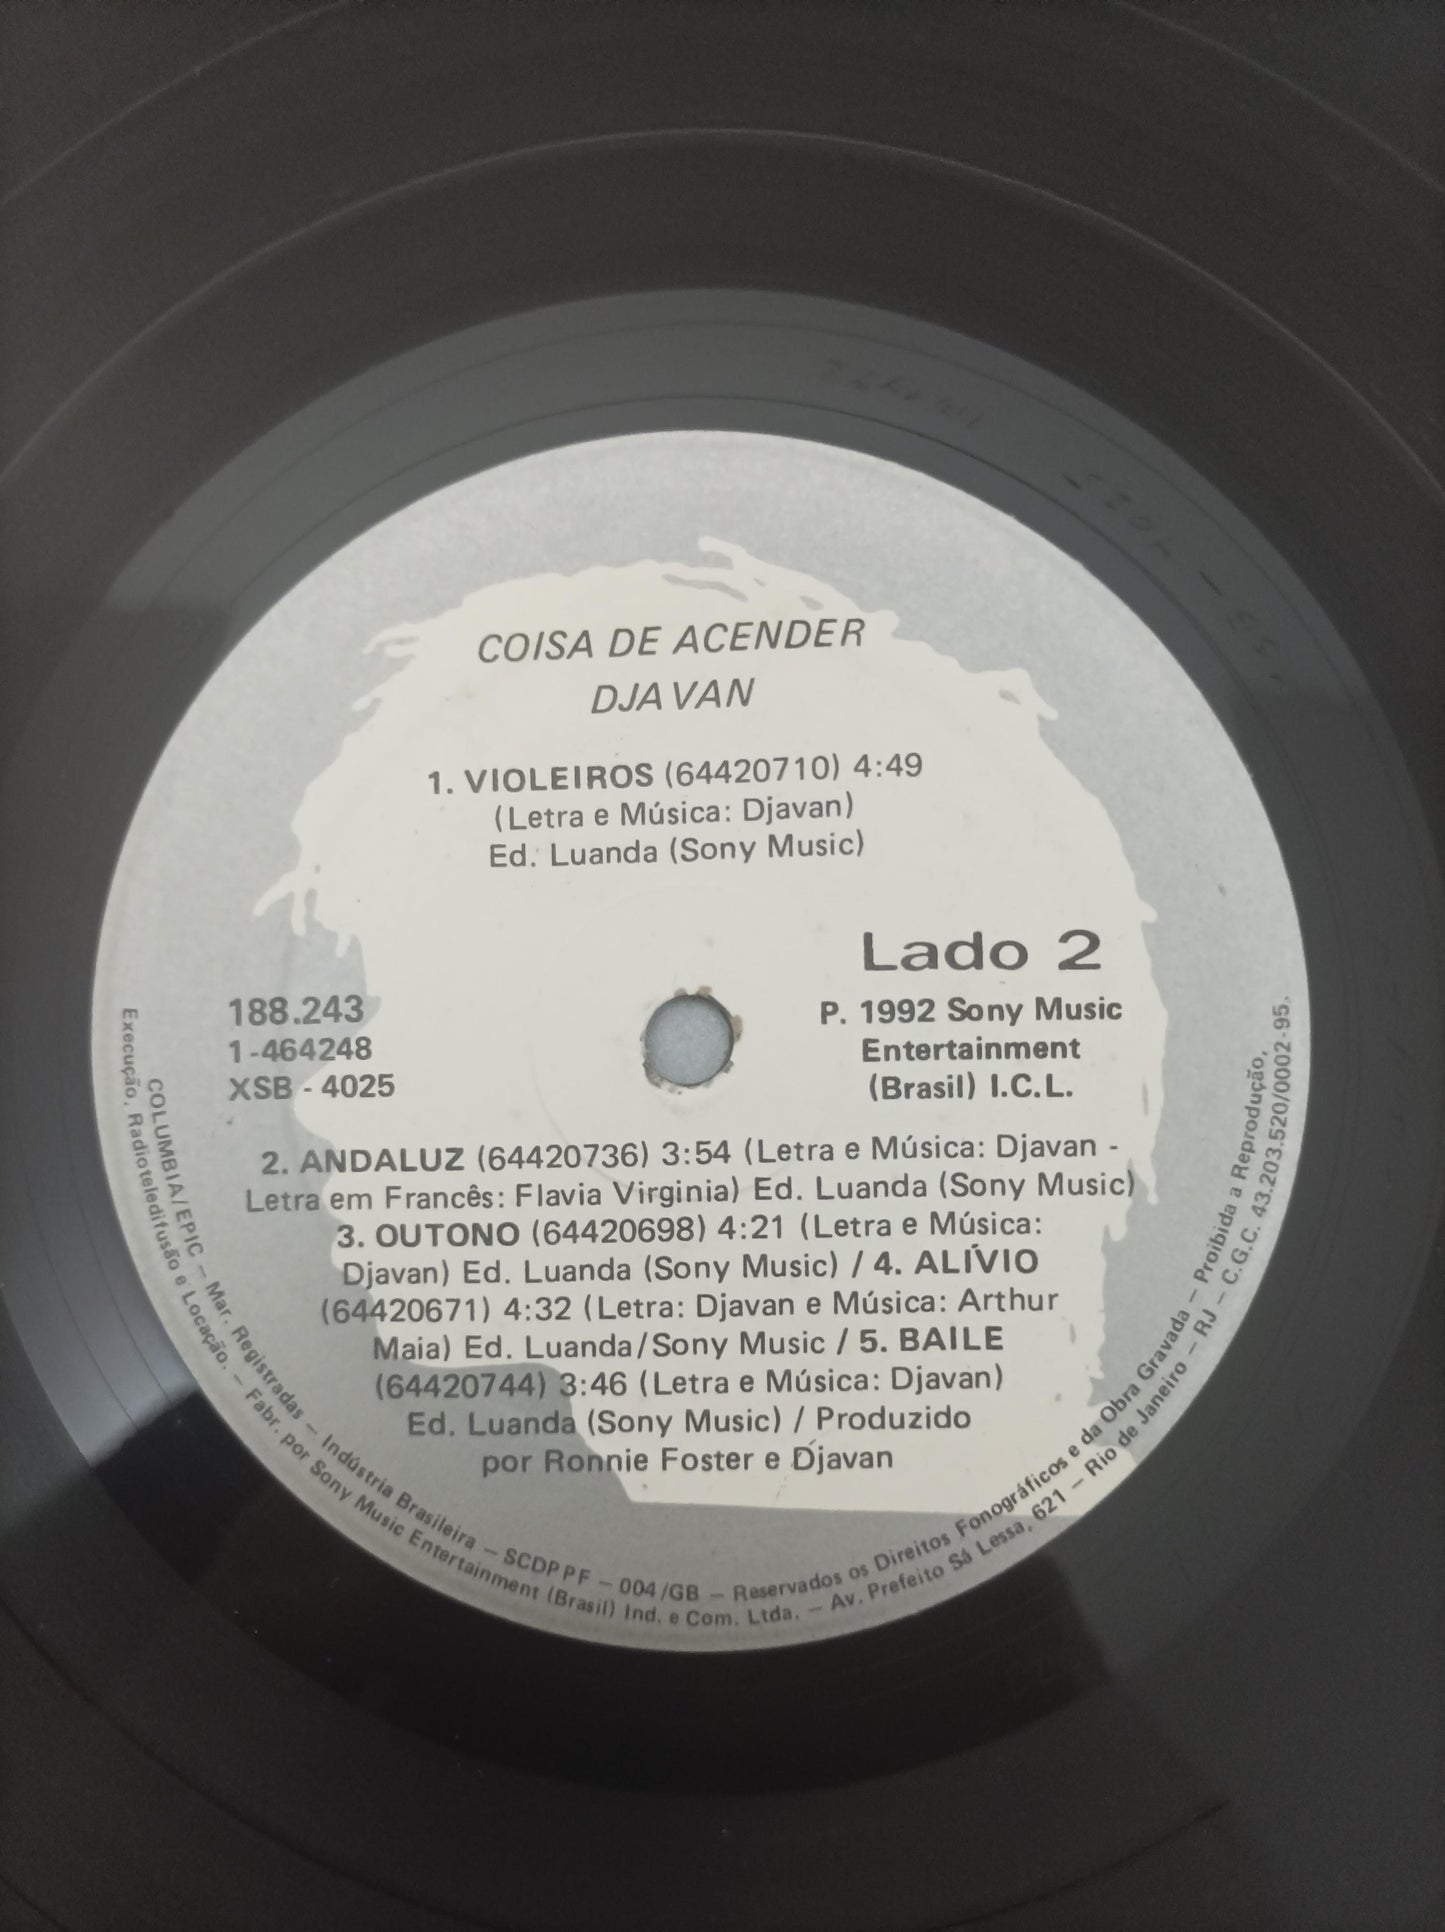 COISA DE ACENDER
DJAVAN
1. VIOLEIROS (64420710) 4:49
(Letra e Música: Djavan)
Ed. Luanda (Sony Music)
Lado 2
188.243
1-464248
XSB - 4025
P. 1992 Sony Music
Entertainment
(Brasil) I.C.L.
2. ANDALUZ (64420736) 3:54 (Letra e Música: Djavan -
Letra em Francês: Flavia Virginia) Ed. Luanda (Sony Music)
3. OUTONO (64420698) 4:21 (Letra e Música:
Djavan) Ed. Luanda (Sony Music) / 4. ALÍVIO
(64420671) 4:32 (Letra: Djavan e Música: Arthur
Maia) Ed. Luanda/Sony Music / 5. BAILE
(64420744) 3:46 (Letra e Música: Djavan)
Ed. Luanda (Sony Music) / Produzido
por Ronnie Foster e Djavan
COLUMBIA/EPIC — Mar. Registradas — Indústria Brasileira — SCDP PF — 004/GB — Reservados os Direitos Fonográficos e da Obra Gravada — Proibida a Reprodução,
Execução, Radioteledifusão e Locação. — Fabr. por Sony Music Entertainment (Brasil) Ind. e Com. Ltda. — Av. Prefeito Sá Lessa, 621 — Rio de Janeiro — RJ — C.G.C. 43.203.520/0002-95.